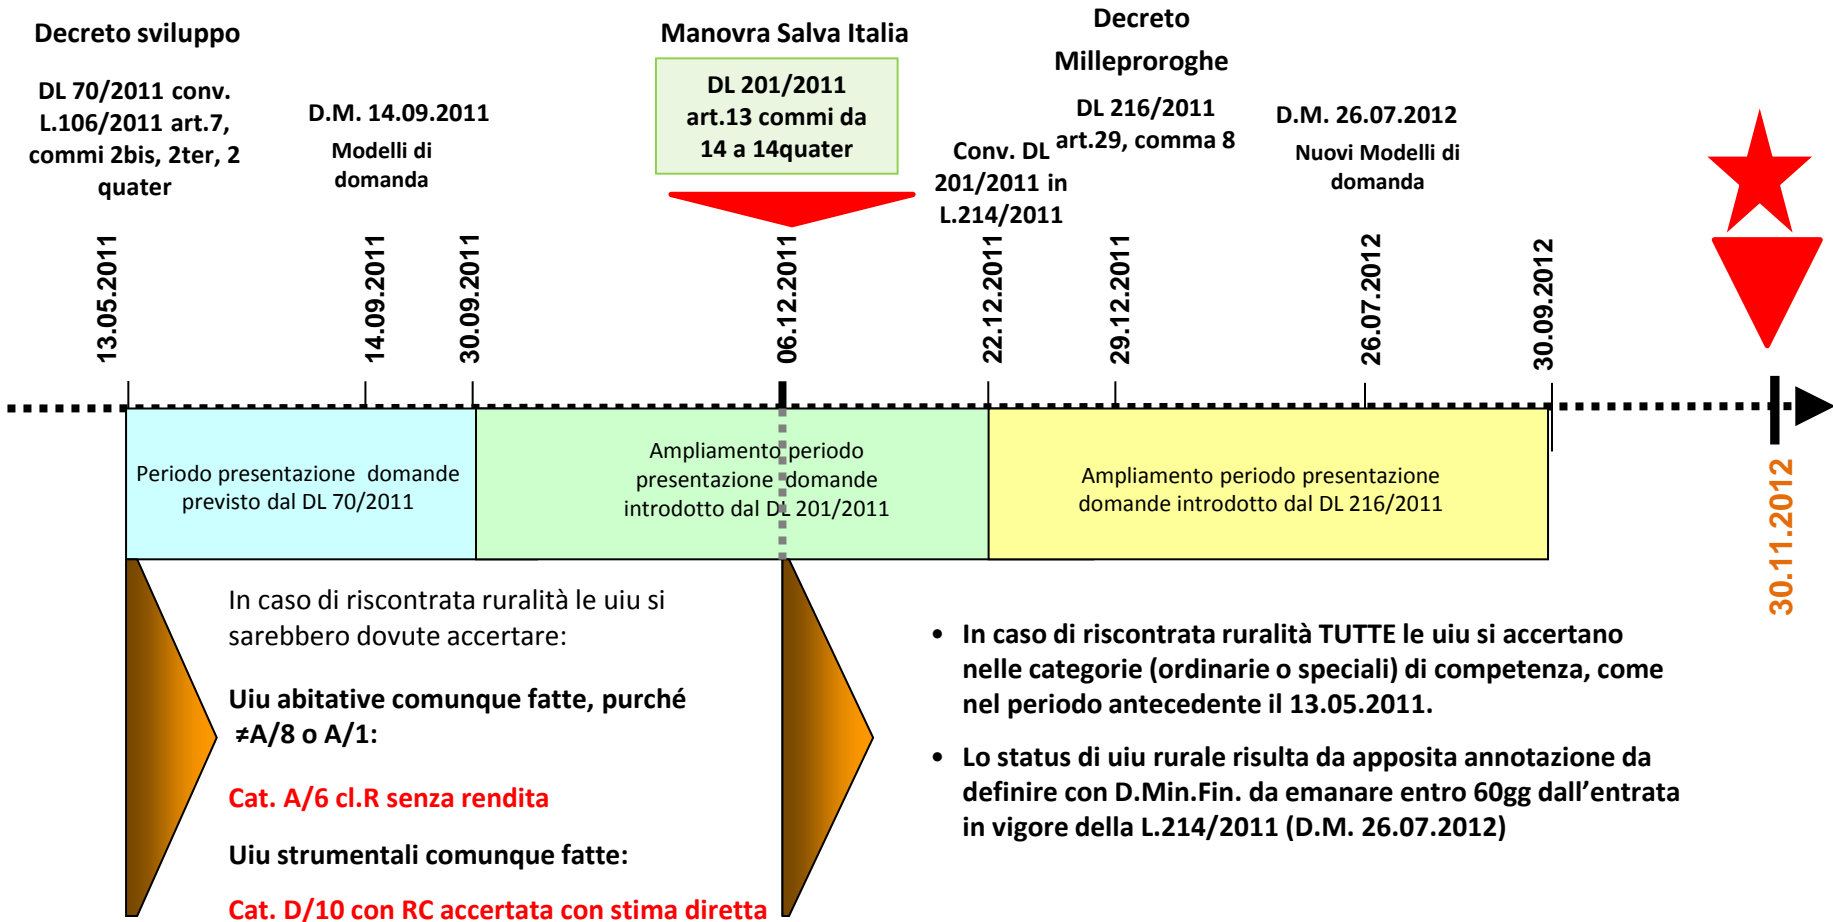 Decreto sviluppo
DL 70/2011 conv.
L.106/2011 art.7,
commi 2bis, 2ter, 2
quater
D.M. 14.09.2011
Modelli di
domanda
Manovra Salva Italia
DL 201/2011
art.13 commi da
14 a 14quater
Conv. DL
201/2011 in
L.214/2011
Decreto
Milleproroghe
DL 216/2011
art.29, comma 8
D.M. 26.07.2012
Nuovi Modelli di
domanda
13.05.2011
14.09.2011
30.09.2011
06.12.2011
22.12.2011
29.12.2011
26.07.2012
30.09.2012
30.11.2012
Periodo presentazione domande
previsto dal DL 70/2011
Ampliamento periodo
presentazione domande
introdotto dal DL 201/2011
Ampliamento periodo presentazione
domande introdotto dal DL 216/2011
In caso di riscontrata ruralità le uiu si
sarebbero dovute accertare:
Uiu abitative comunque fatte, purché
≠A/8 o A/1:
Cat. A/6 cl.R senza rendita
Uiu strumentali comunque fatte:
Cat. D/10 con RC accertata con stima diretta
• In caso di riscontrata ruralità TUTTE le uiu si accertano
nelle categorie (ordinarie o speciali) di competenza, come
nel periodo antecedente il 13.05.2011.
• Lo status di uiu rurale risulta da apposita annotazione da
definire con D.Min.Fin. da emanare entro 60gg dall'entrata
in vigore della L.214/2011 (D.M. 26.07.2012)